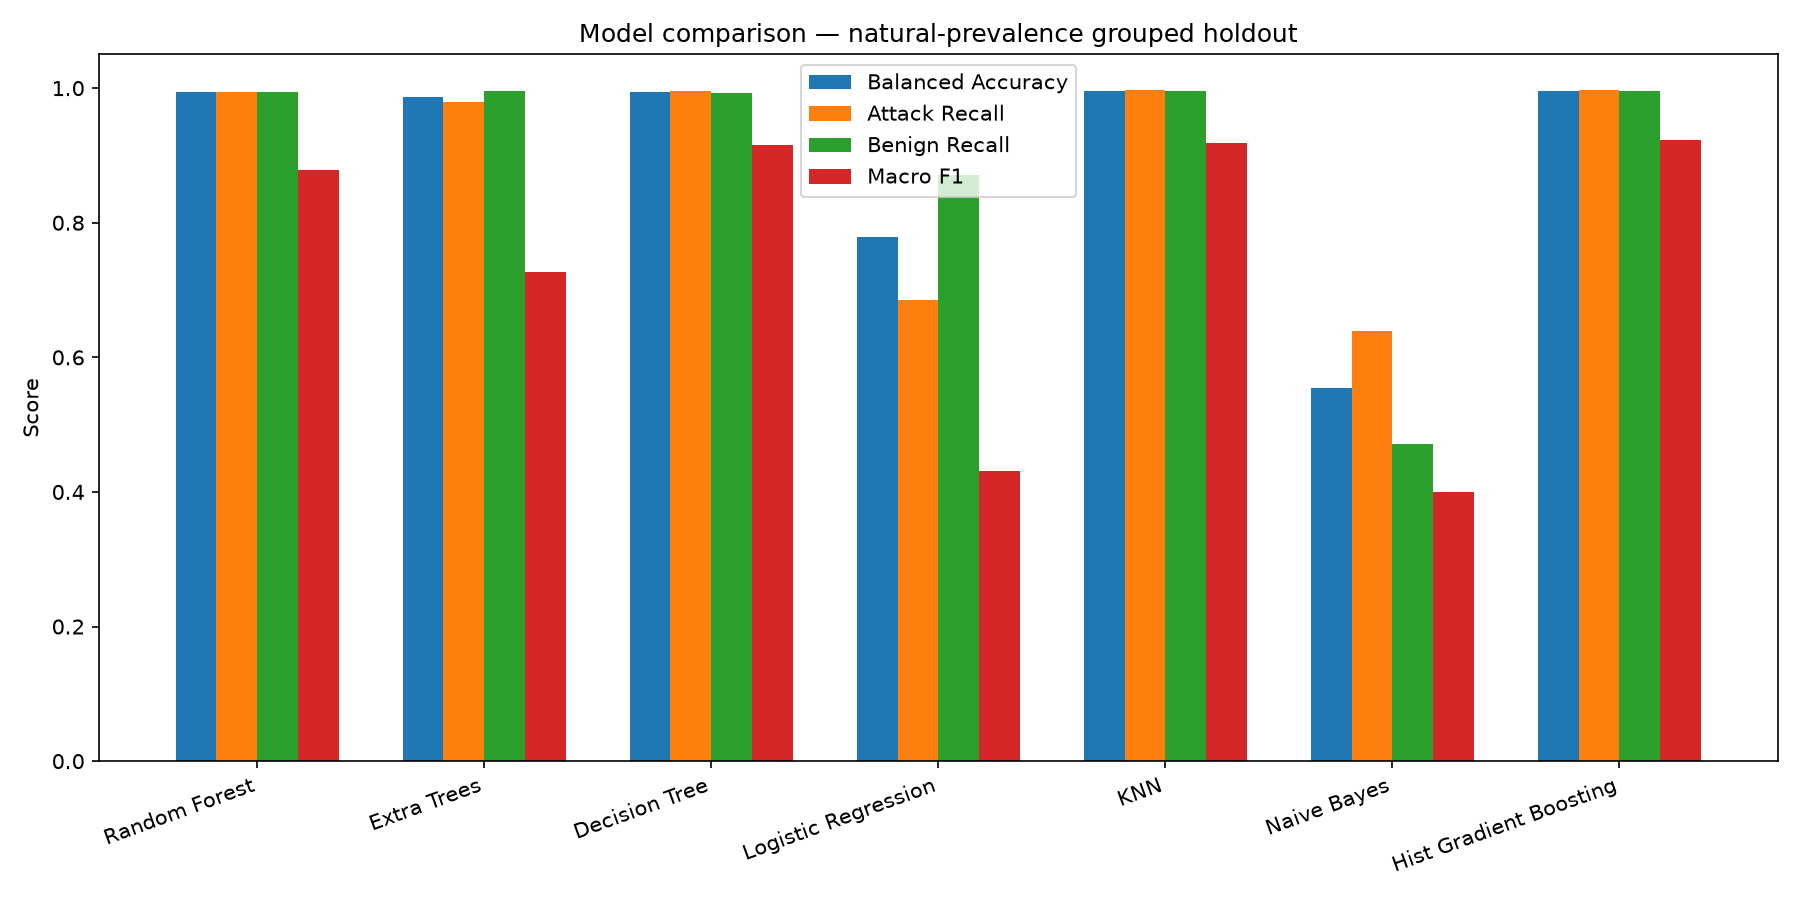 Model comparison — natural-prevalence grouped holdout
Balanced Accuracy
Attack Recall
Benign Recall
Macro F1
Score
1.0
0.8
0.6
0.4
0.2
0.0
Random Forest
Extra Trees
Decision Tree
Logistic Regression
KNN
Naive Bayes
Hist Gradient Boosting